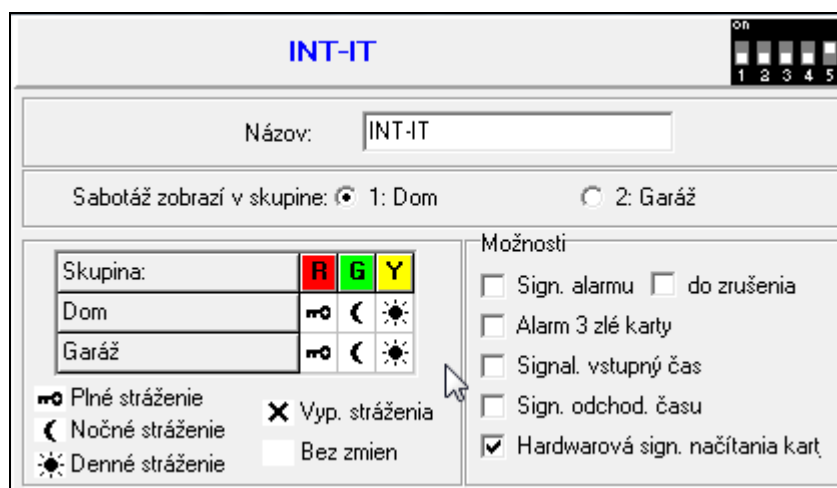 INT-IT
on
1 2 3 4 5
Názov: INT-IT
Sabotáž zobrazí v skupine: 1: Dom 2: Garáž
Skupina: R G Y
Dom
Garáž
Plné stráženie
Nočné stráženie
Denné stráženie
Vyp. stráženia
Bez zmien
Možnosti
Sign. alarmu do zrušenia
Alarm 3 zlé karty
Signal. vstupný čas
Sign. odchod. času
Hardwarová sign. načítania kart